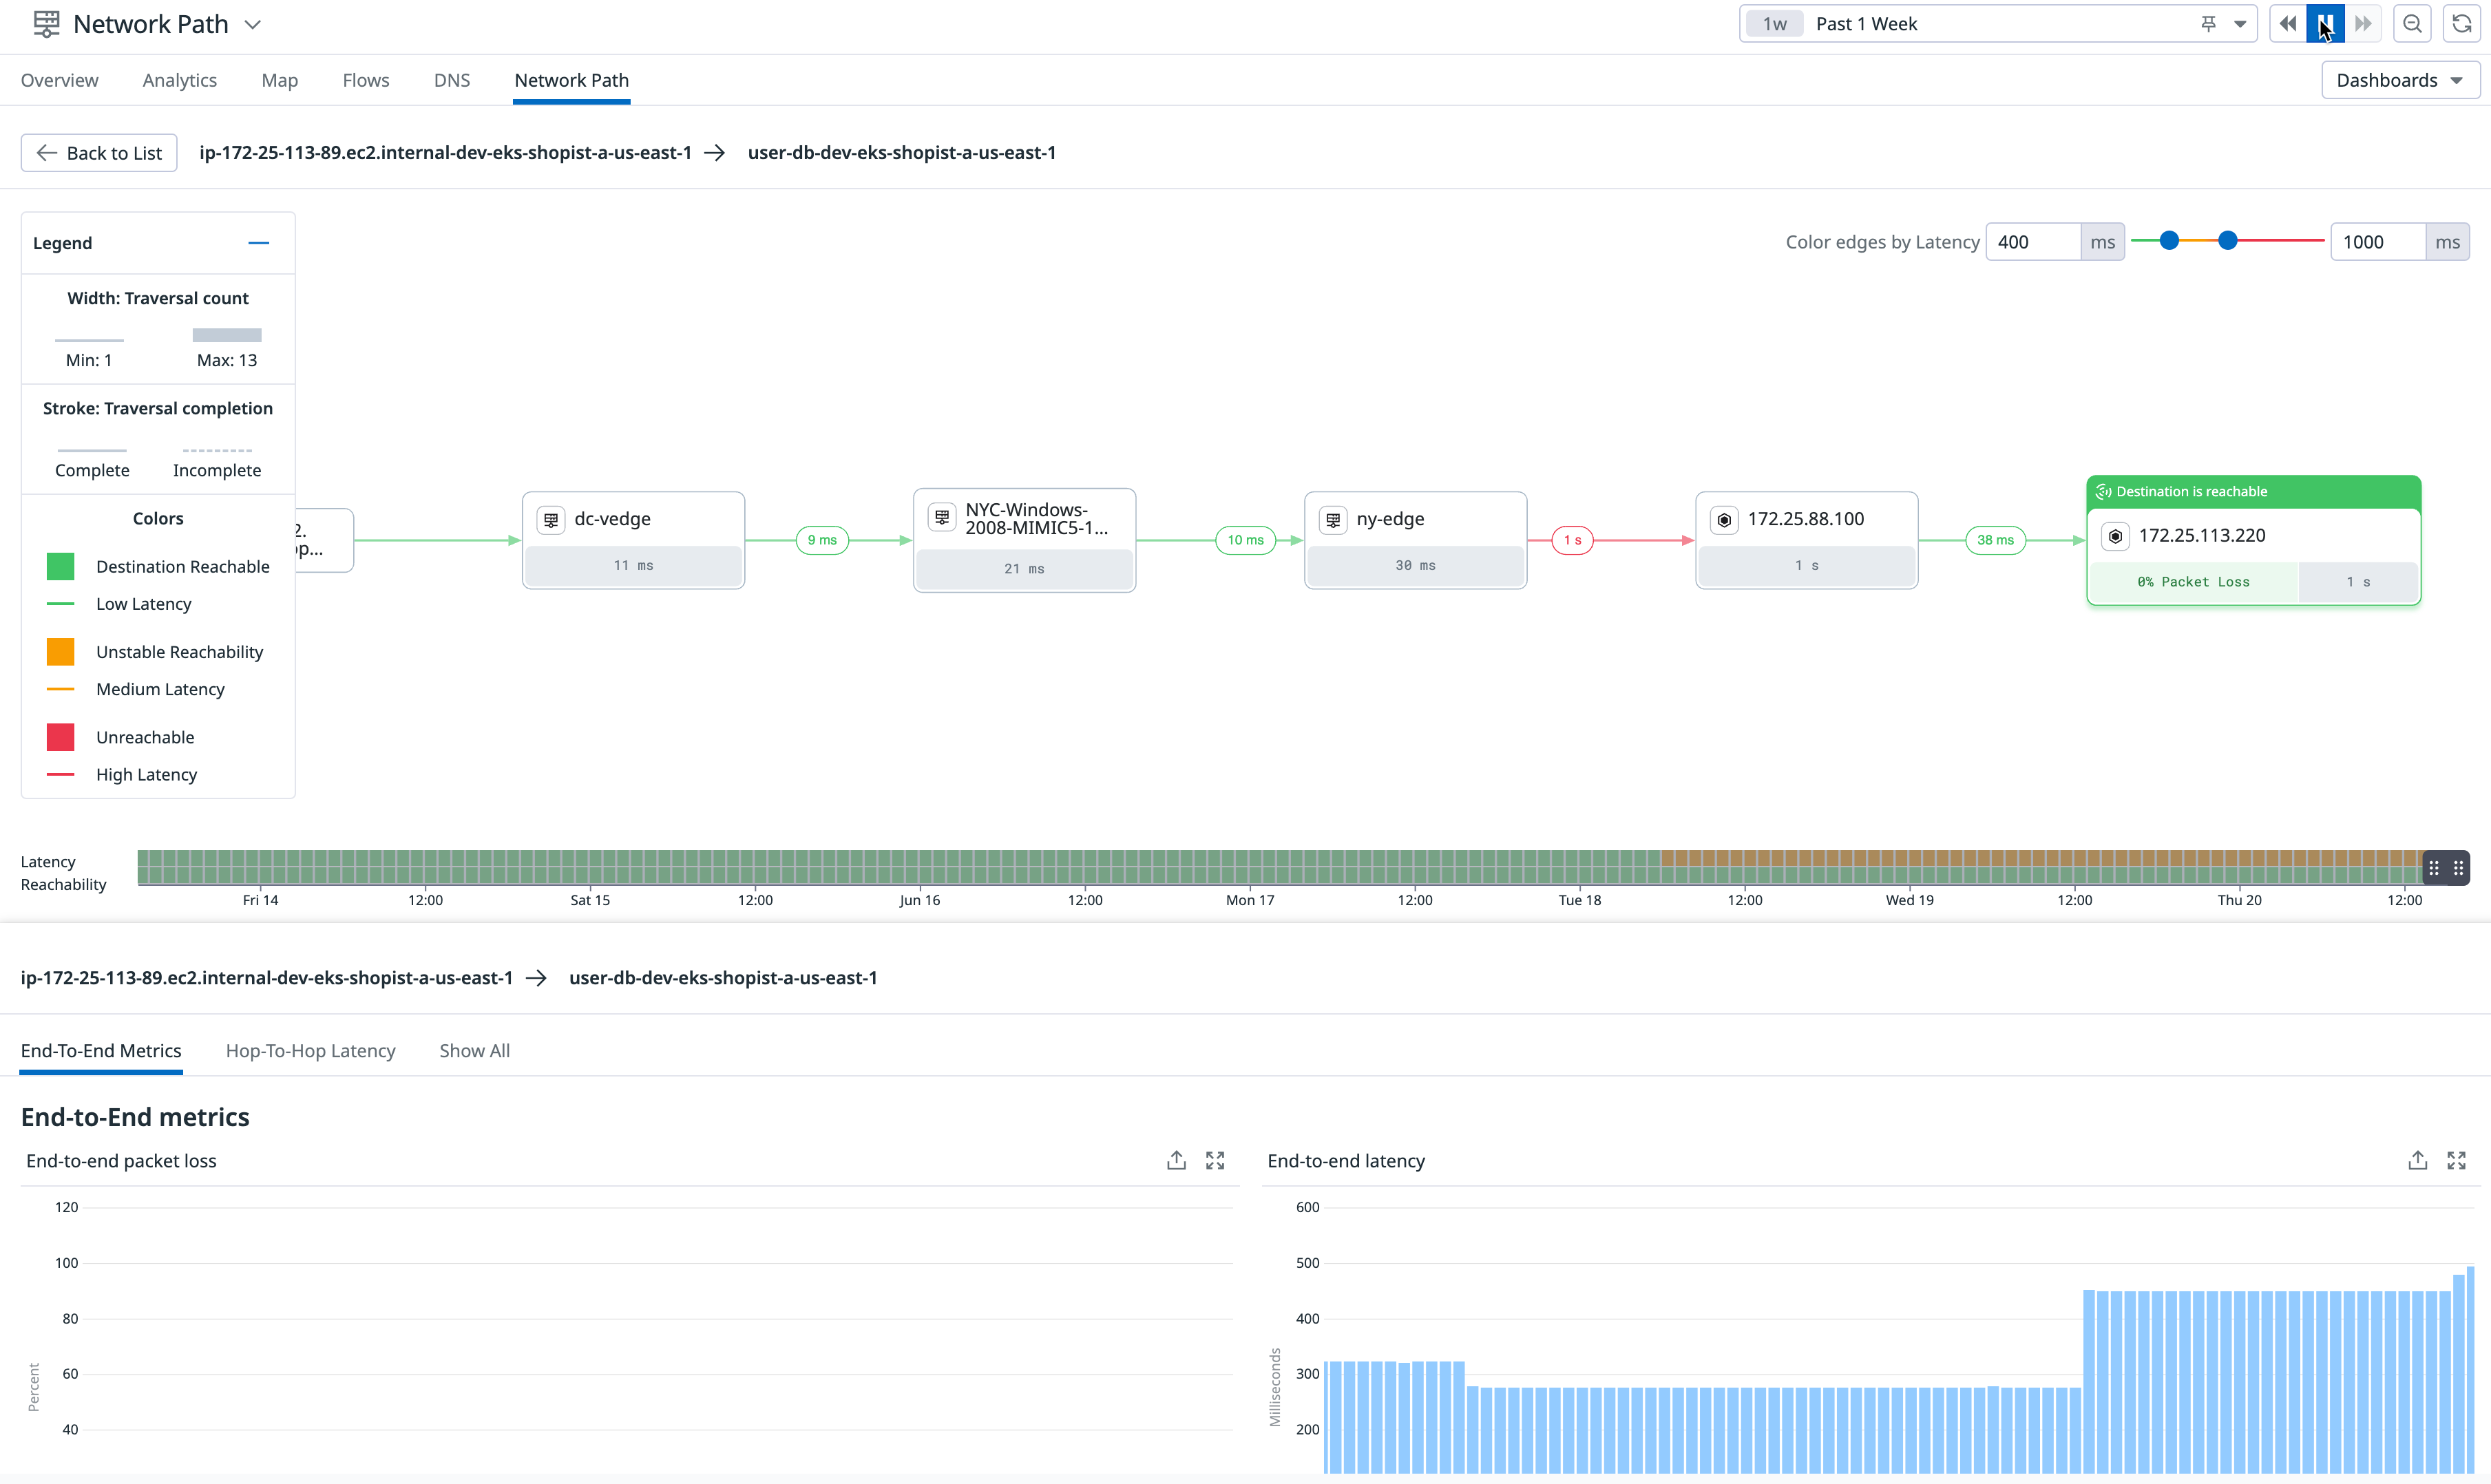 Network Path
1w Past 1 Week
Overview Analytics Map Flows DNS Network Path
Dashboards
Back to List
ip-172-25-113-89.ec2.internal-dev-eks-shopist-a-us-east-1 → user-db-dev-eks-shopist-a-us-east-1
Legend
Width: Traversal count
Min: 1 Max: 13
Stroke: Traversal completion
Complete Incomplete
Colors
Destination Reachable
Low Latency
Unstable Reachability
Medium Latency
Unreachable
High Latency
Color edges by Latency 400 ms 1000 ms
2.
op...
dc-vedge
11 ms
9 ms
NYC-Windows-
2008-MIMIC5-1...
21 ms
10 ms
ny-edge
30 ms
1 s
172.25.88.100
1 s
38 ms
Destination is reachable
172.25.113.220
0% Packet Loss 1 s
Latency
Reachability
Fri 14 12:00 Sat 15 12:00 Jun 16 12:00 Mon 17 12:00 Tue 18 12:00 Wed 19 12:00 Thu 20 12:00
ip-172-25-113-89.ec2.internal-dev-eks-shopist-a-us-east-1 → user-db-dev-eks-shopist-a-us-east-1
End-To-End Metrics Hop-To-Hop Latency Show All
End-to-End metrics
End-to-end packet loss
120
100
80
60
40
Percent
End-to-end latency
600
500
400
300
200
Milliseconds